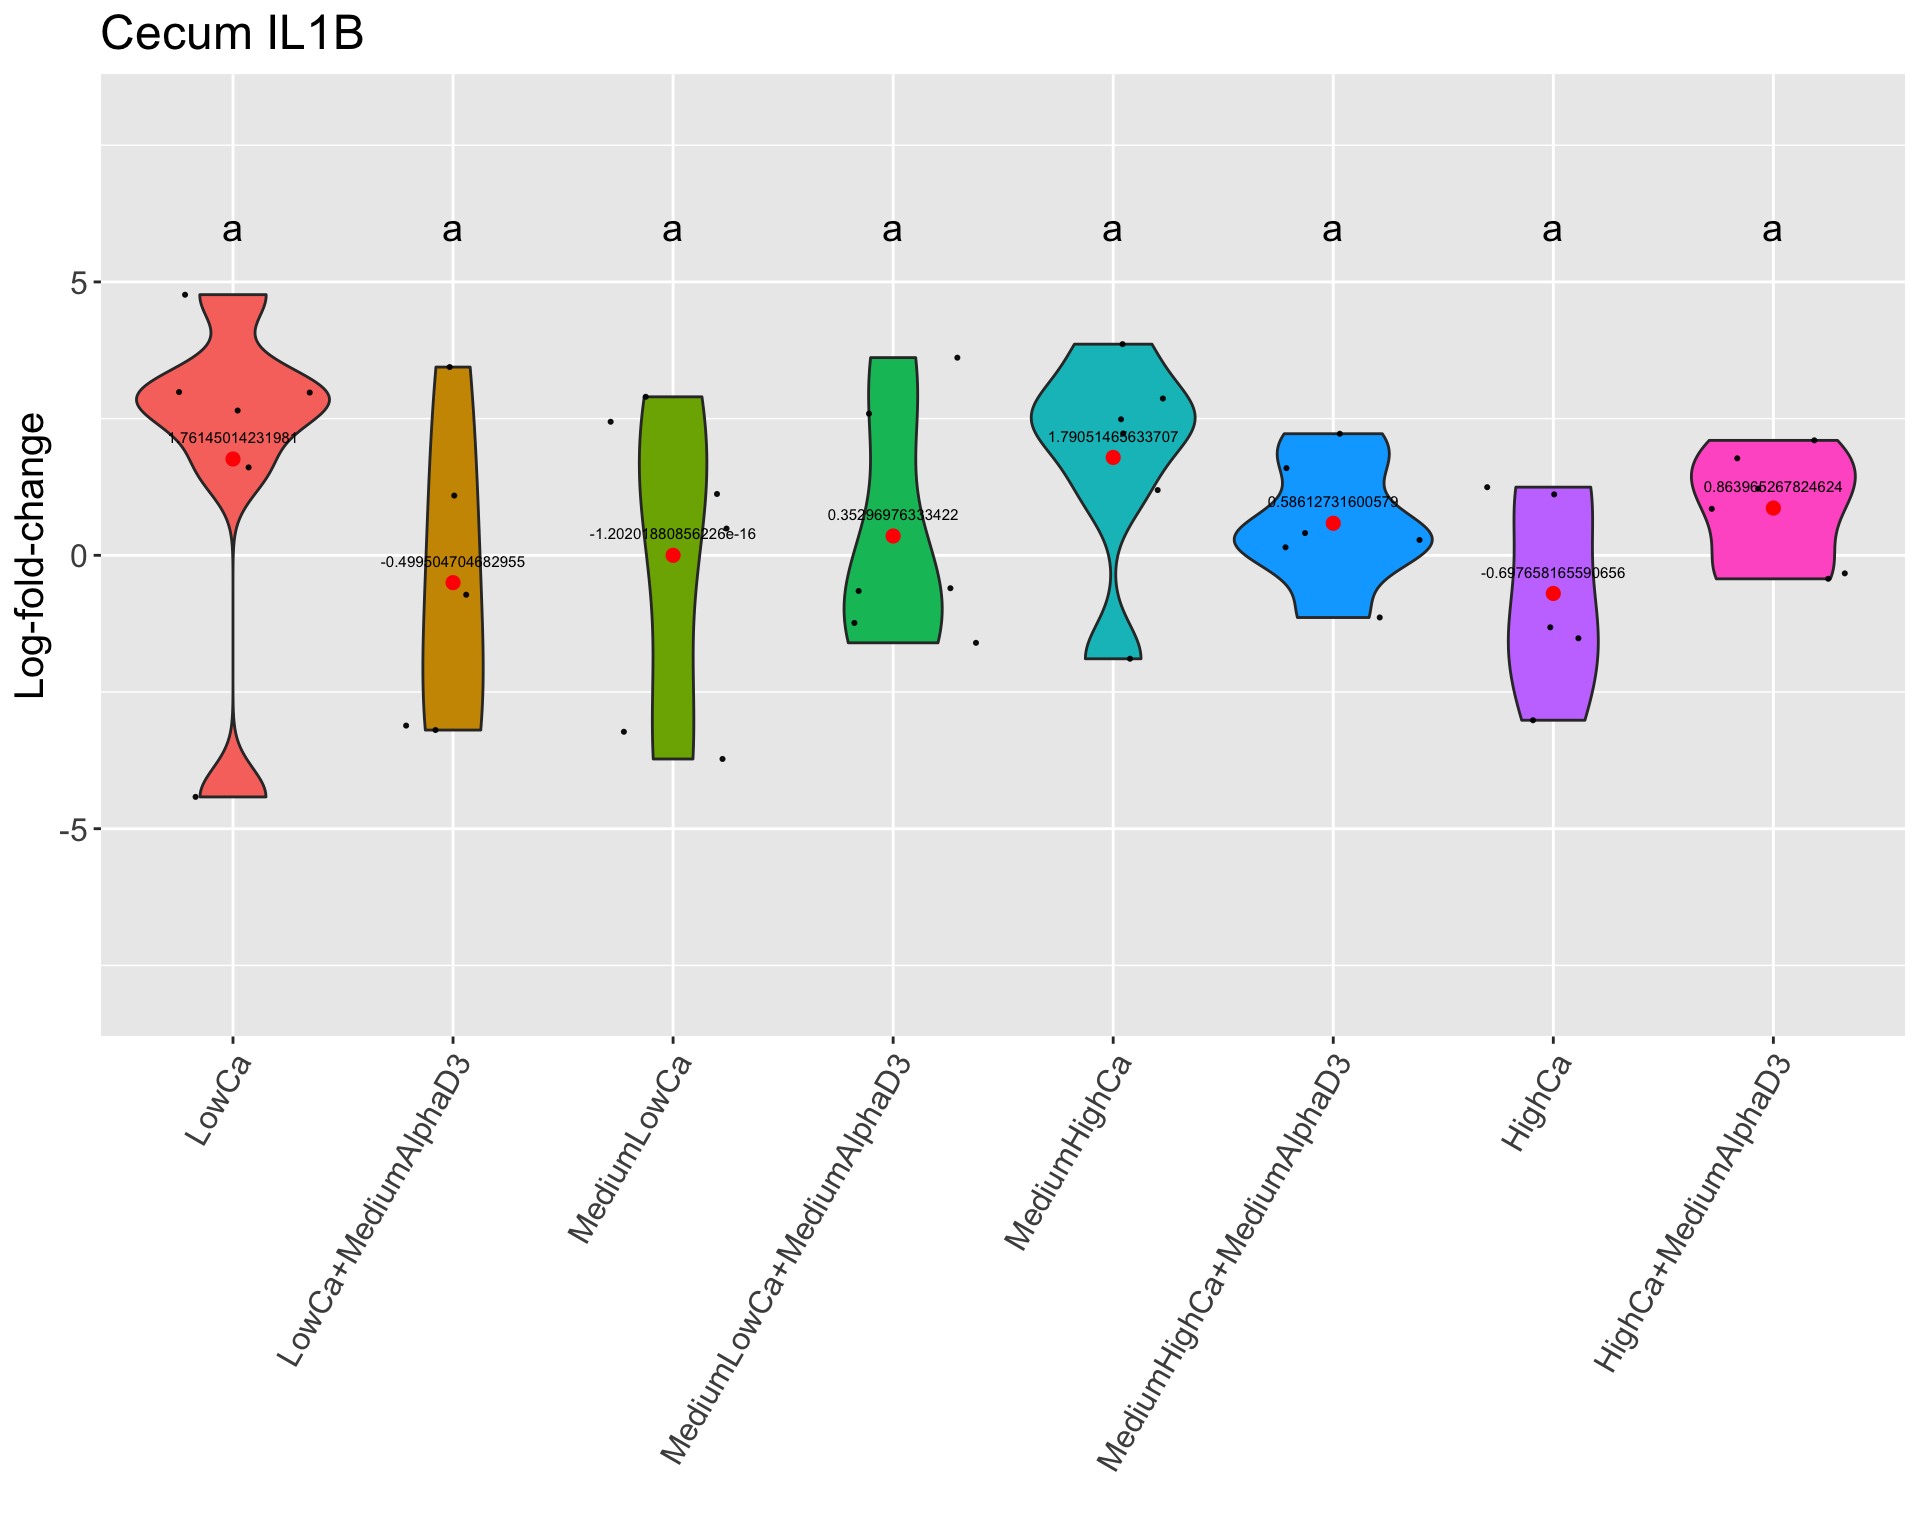 Cecum IL1B
Log-fold-change
5
0
-5
a a a a a a a a
1.76145014231981
-0.499504704682955
-1.20201880856226e-16
0.35296976333422
1.79051465633707
0.58612731600579
-0.697658165590656
0.863965267824624
LowCa
LowCa+MediumAlphaD3
MediumLowCa
MediumLowCa+MediumAlphaD3
MediumHighCa
MediumHighCa+MediumAlphaD3
HighCa
HighCa+MediumAlphaD3